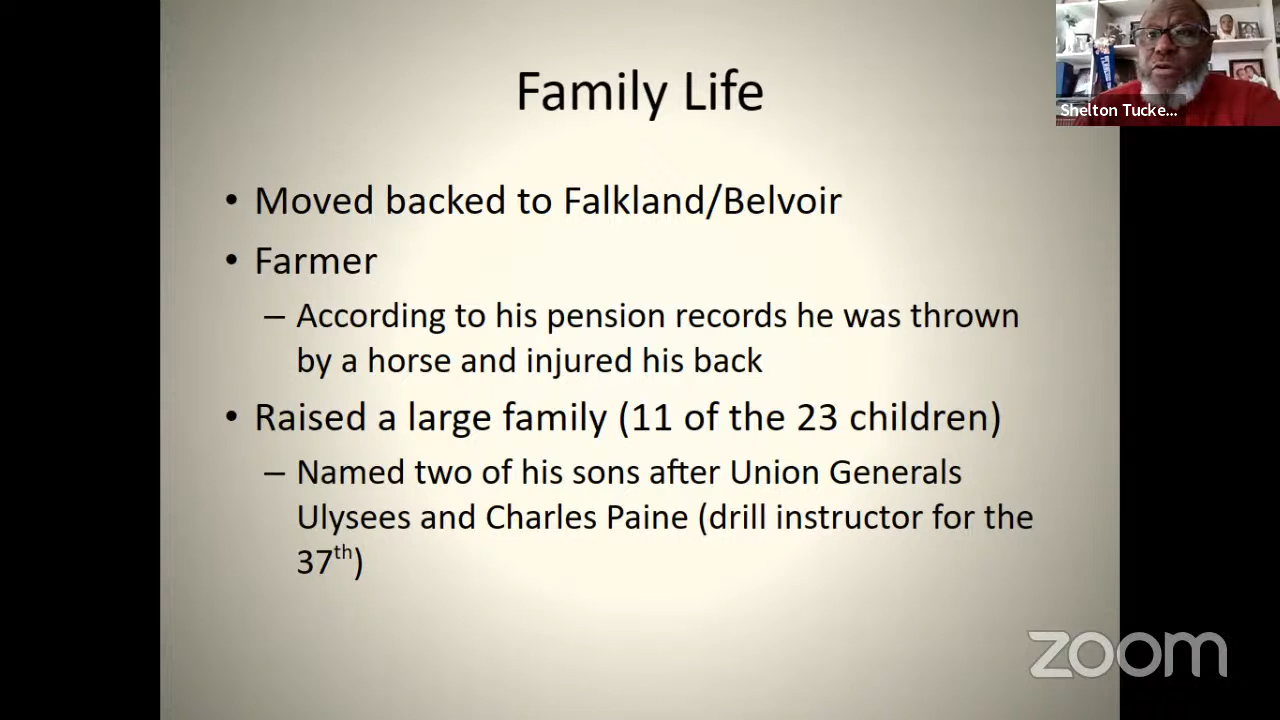 Family Life
Shelton Tucke...
• Moved backed to Falkland/Belvoir
• Farmer
– According to his pension records he was thrown
by a horse and injured his back
• Raised a large family (11 of the 23 children)
– Named two of his sons after Union Generals
Ulysees and Charles Paine (drill instructor for the
37th)
zoom